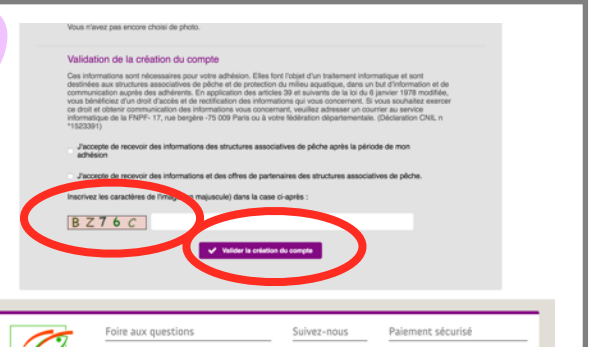 Vous n'avez pas encore choisi de photo.
Validation de la création du compte
Ces informations sont nécessaires pour votre adhésion. Elles font l'objet d'un traitement informatique et sont
destinées aux structures associatives de pêche et de protection du milieu aquatique, dans un but d'information et de
communication auprès des adhérents. En application des articles 39 et suivants de la loi du 6 janvier 1978 modifiée,
vous bénéficiez d'un droit d'accès et de rectification des informations qui vous concernent. Si vous souhaitez exercer
ce droit et obtenir communication des informations vous concernant, veuillez adresser un courrier au service
informatique de la FNPF- 17, rue bergère -75 009 Paris ou à votre fédération départementale. (Déclaration CNIL n
°1523391)
J'accepte de recevoir des informations des structures associatives de pêche après la période de mon
adhésion
J'accepte de recevoir des informations et des offres de partenaires des structures associatives de pêche.
Inscrivez les caractères de l'image (en majuscule) dans la case ci-après :
B Z 7 6 C
Valider la création du compte
Foire aux questions Suivez-nous Paiement sécurisé